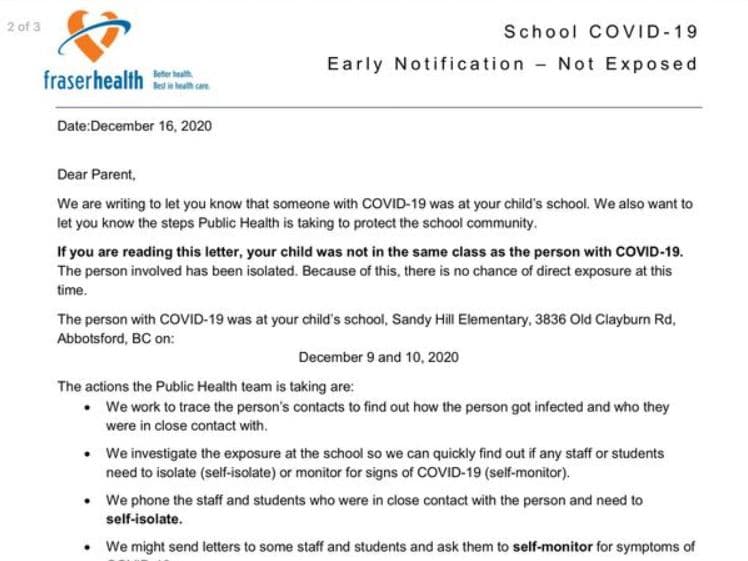 2 of 3
School COVID-19
Early Notification – Not Exposed
fraserhealth
Better health.
Best in health care.
Date:December 16, 2020
Dear Parent,
We are writing to let you know that someone with COVID-19 was at your child's school. We also want to
let you know the steps Public Health is taking to protect the school community.
If you are reading this letter, your child was not in the same class as the person with COVID-19.
The person involved has been isolated. Because of this, there is no chance of direct exposure at this
time.
The person with COVID-19 was at your child's school, Sandy Hill Elementary, 3836 Old Clayburn Rd,
Abbotsford, BC on:
December 9 and 10, 2020
The actions the Public Health team is taking are:
• We work to trace the person's contacts to find out how the person got infected and who they
were in close contact with.
• We investigate the exposure at the school so we can quickly find out if any staff or students
need to isolate (self-isolate) or monitor for signs of COVID-19 (self-monitor).
• We phone the staff and students who were in close contact with the person and need to
self-isolate.
• We might send letters to some staff and students and ask them to self-monitor for symptoms of